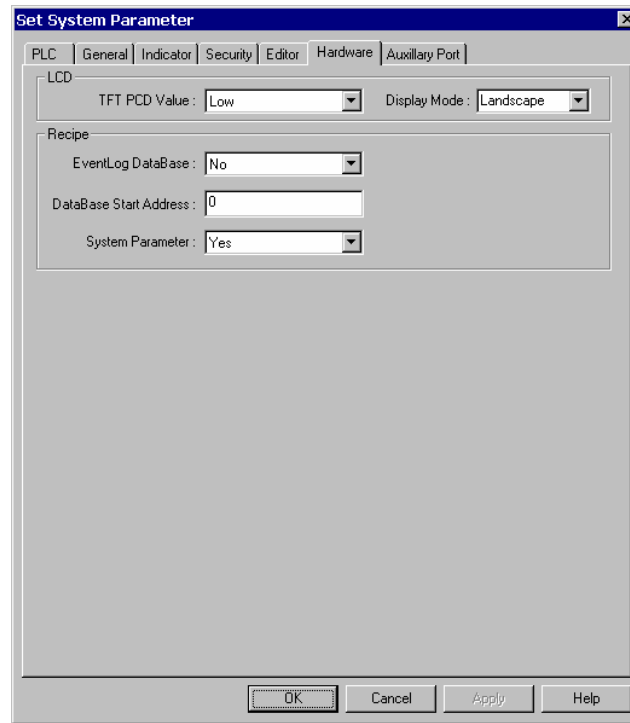 Set System Parameter
PLC General Indicator Security Editor Hardware Auxillary Port
LCD
TFT PCD Value : Low Display Mode : Landscape
Recipe
EventLog DataBase : No
DataBase Start Address : 0
System Parameter : Yes
OK Cancel Apply Help